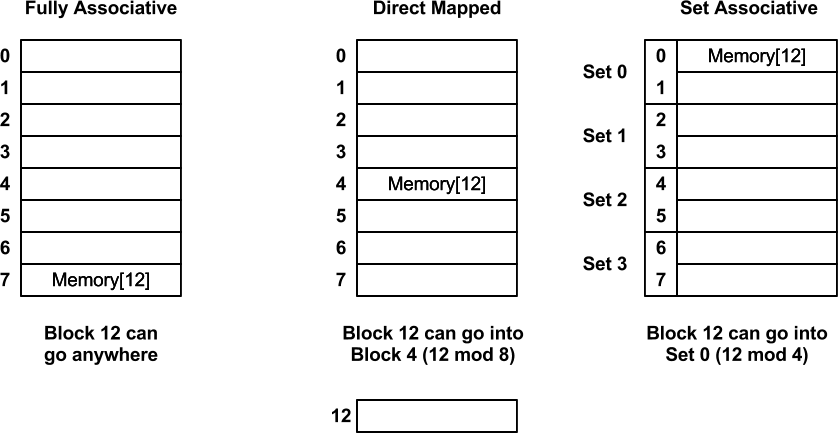 Fully Associative
Direct Mapped
Set Associative
0
1
2
3
4
5
6
7
Memory[12]
Block 12 can
go anywhere
0
1
2
3
4 Memory[12]
5
6
7
Block 12 can go into
Block 4 (12 mod 8)
12
Set 0
Set 1
Set 2
Set 3
0 Memory[12]
1
2
3
4
5
6
7
Block 12 can go into
Set 0 (12 mod 4)